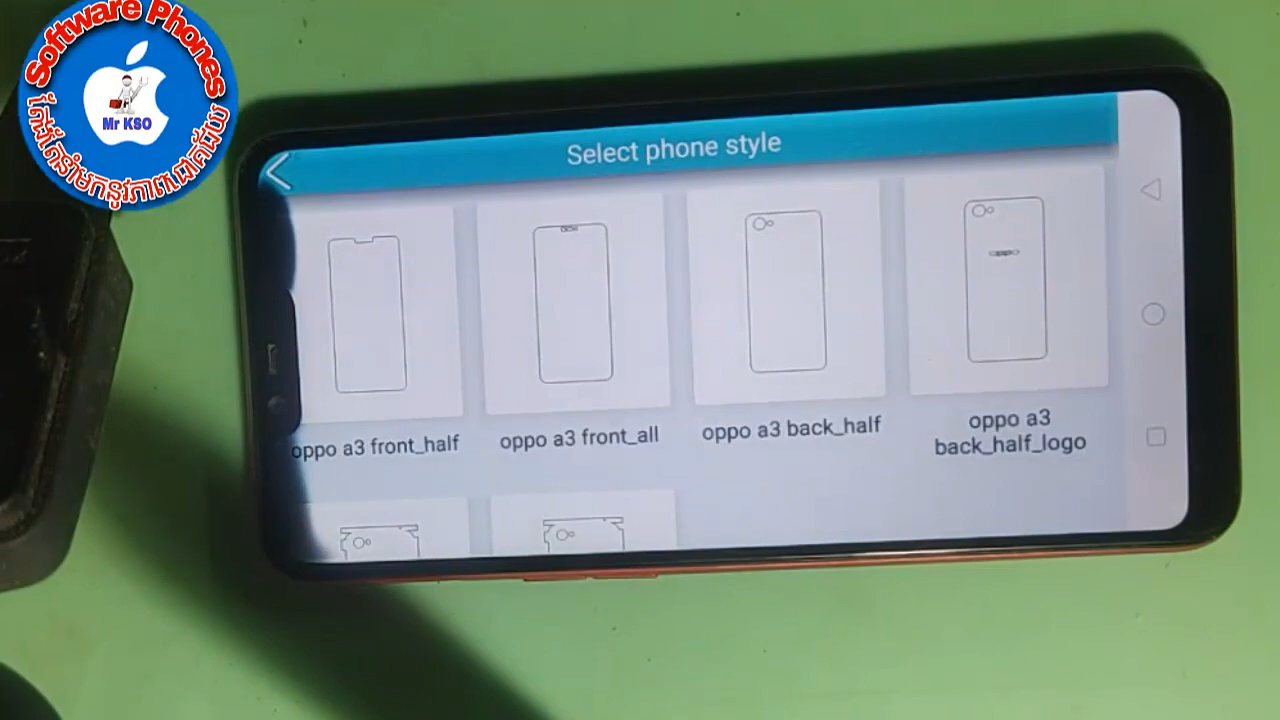 Software Phones
Mr KSO
Select phone style
oppo a3 front_half
oppo a3 front_all
oppo a3 back_half
oppo a3
back_half_logo